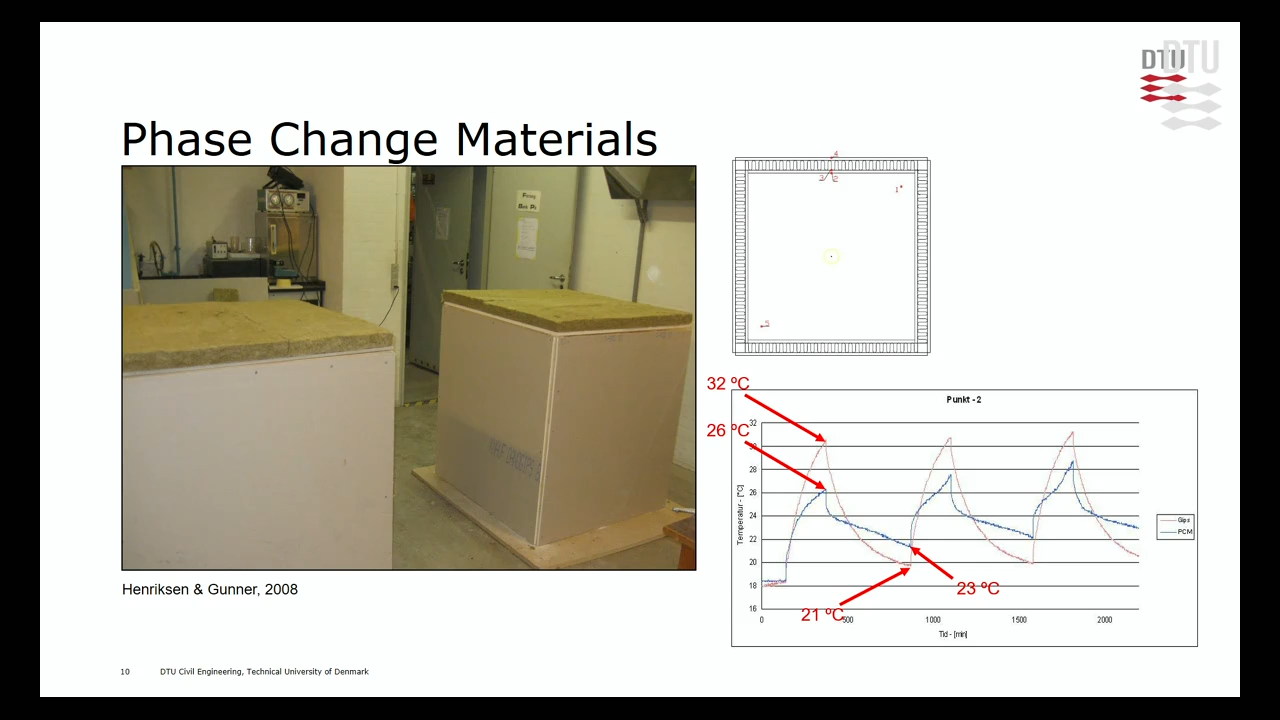 DTU
DTU
Phase Change Materials
4
3
2
1
5
32 ºC
26 ºC
23 ºC
21 ºC
Punkt - 2
Temperatur - [°C]
32
28
26
24
22
20
18
16
0
500
1000
1500
2000
Tid - [min]
Gips
PCM
Henriksen & Gunner, 2008
10 DTU Civil Engineering, Technical University of Denmark